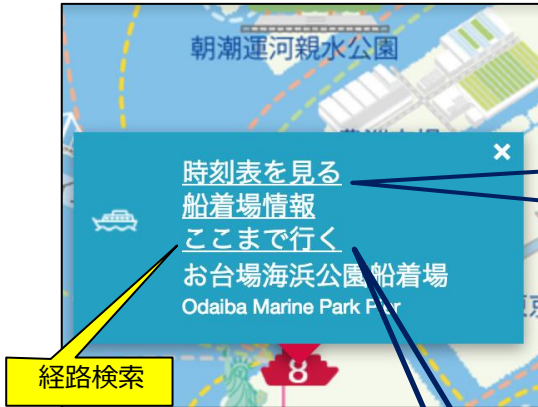 朝潮運河親水公園
×
時刻表を見る
船着場情報
ここまで行く
お台場海浜公園船着場
Odaiba Marine Park Pier
経路検索
8